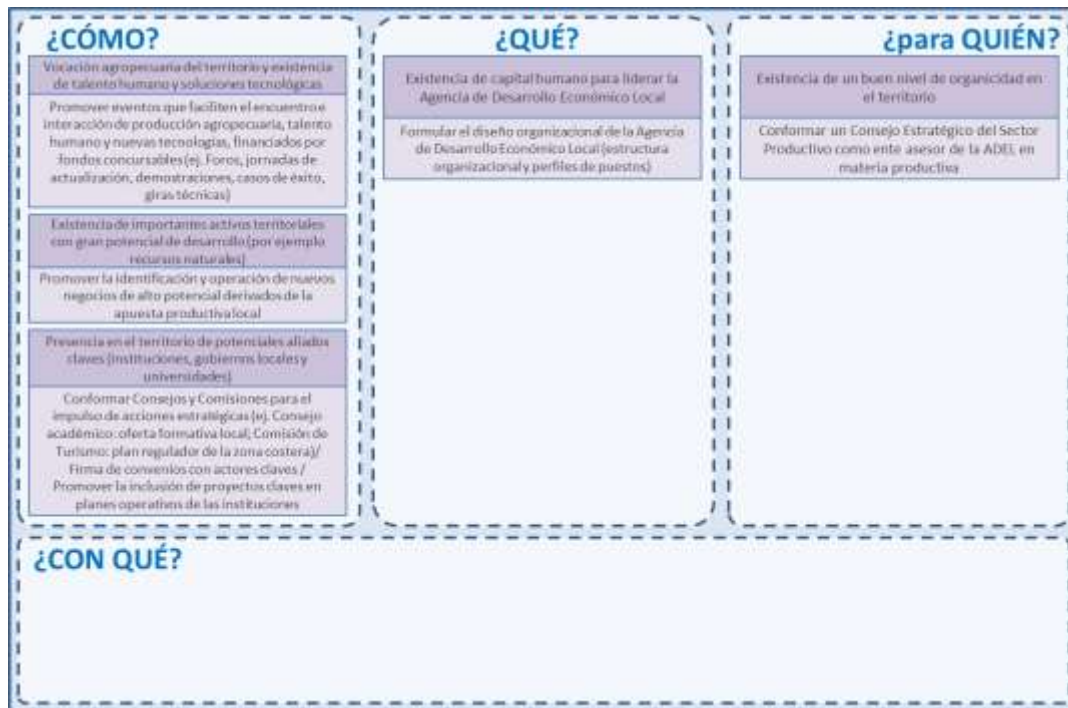 ¿CÓMO?
Vocación agropecuaria del territorio y existencia
de talento humano y soluciones tecnológicas
Promover eventos que faciliten el encuentro e
interacción de producción agropecuaria, talento
humano y nuevas tecnologías, financiados por
fondos concursables (ej. Foros, jornadas de
actualización, demostraciones, casos de éxito,
giras técnicas)
Existencia de importantes activos territoriales
con gran potencial de desarrollo (por ejemplo
recursos naturales)
Promover la identificación y operación de nuevos
negocios de alto potencial derivados de la
apuesta productiva local
Presencia en el territorio de potenciales aliados
claves (instituciones, gobiernos locales y
universidades)
Conformar Consejos y Comisiones para el
impulso de acciones estratégicas (ej. Consejo
académico: oferta formativa local; Comisión de
Turismo: plan regulador de la zona costera)/
Firma de convenios con actores claves /
Promover la inclusión de proyectos claves en
planes operativos de las instituciones
¿QUÉ?
Existencia de capital humano para liderar la
Agencia de Desarrollo Económico Local
Formular el diseño organizacional de la Agencia
de Desarrollo Económico Local (estructura
organizacional y perfiles de puestos)
¿para QUIÉN?
Existencia de un buen nivel de organicidad en
el territorio
Conformar un Consejo Estratégico del Sector
Productivo como ente asesor de la ADEL en
materia productiva
¿CON QUÉ?